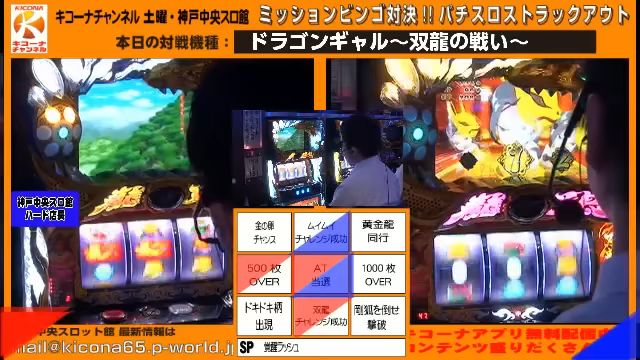 KICONA
キコーナ
チャンネル
キコーナチャンネル 土曜・神戸中央スロ館
ミッションビンゴ対決!! パチスロストラックアウト
本日の対戦機種:
ドラゴンギャル～双龍の戦い～
神戸中央スロ館
ハード店長
金の卵
チャンス
ムイムイ
チャレンジ成功
黄金龍
同行
500枚
OVER
AT
当選
1000枚
OVER
ドキドキ柄
出現
双龍
チャレンジ成功
剛狐を倒せ
撃破
SP 覚醒ラッシュ
中央スロット館 最新情報は
mail@kicona65.p-world.j
キコーナアプリ無料配信中
コンテンツ盛りだくさん